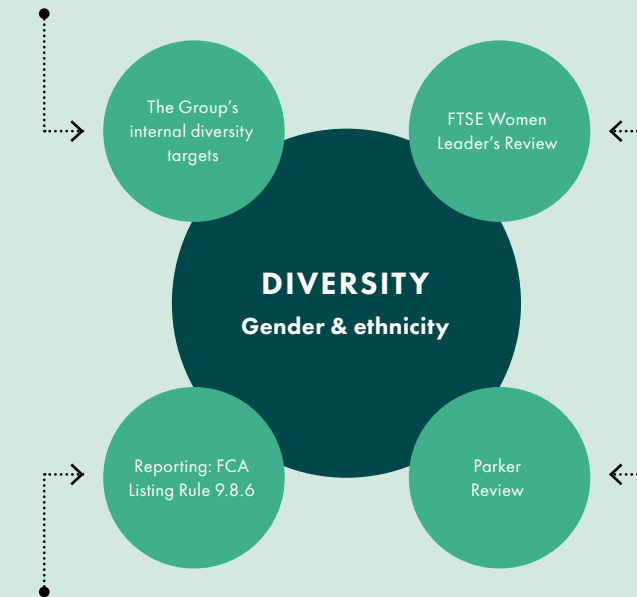 The Group's
internal diversity
targets
FTSE Women
Leader's Review
DIVERSITY
Gender & ethnicity
Reporting: FCA
Listing Rule 9.8.6
Parker
Review